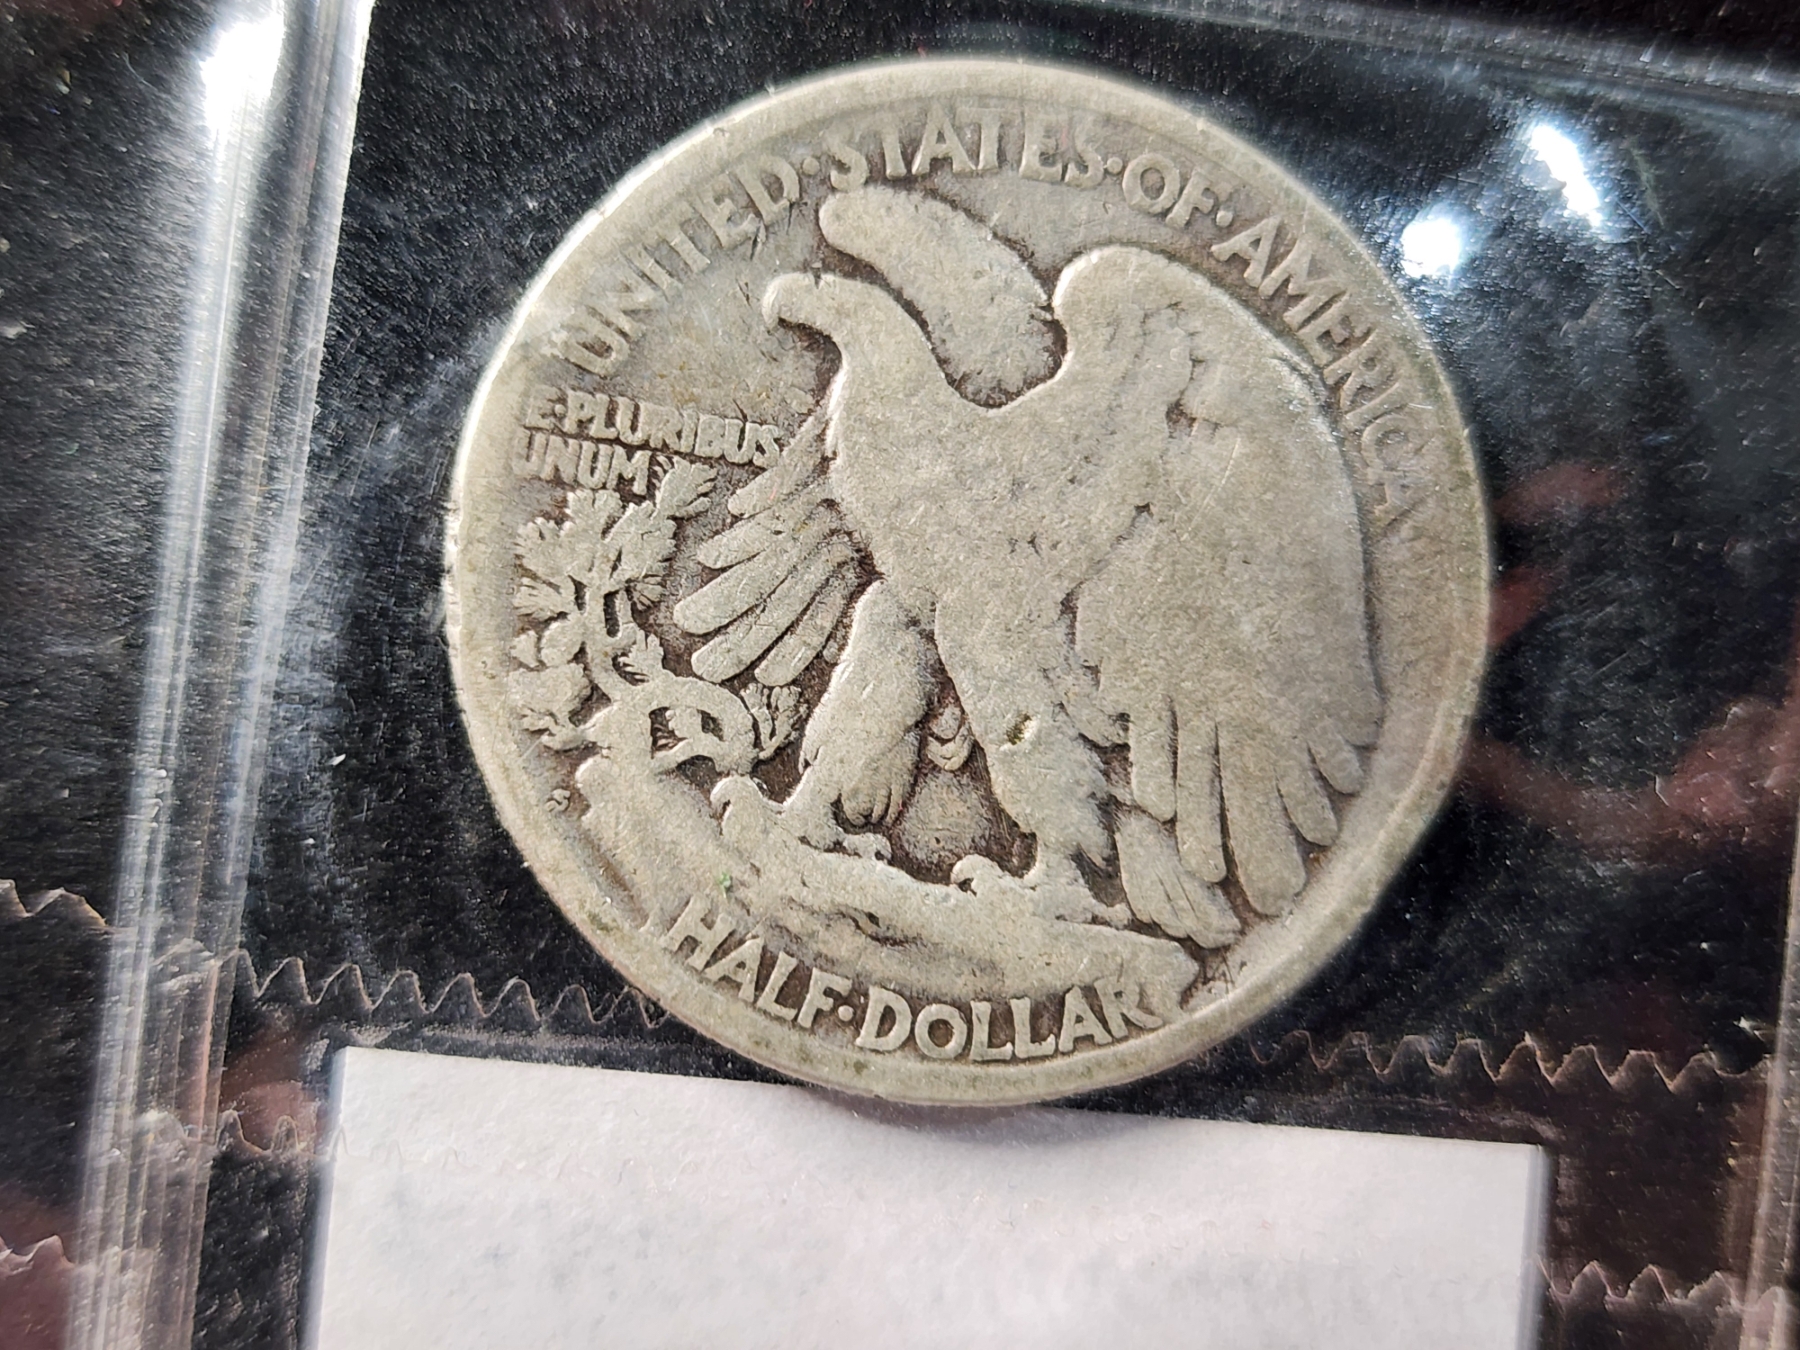 UNITED·STATES·OF·AMERICA
E·PLURIBUS
UNUM
S
HALF·DOLLAR